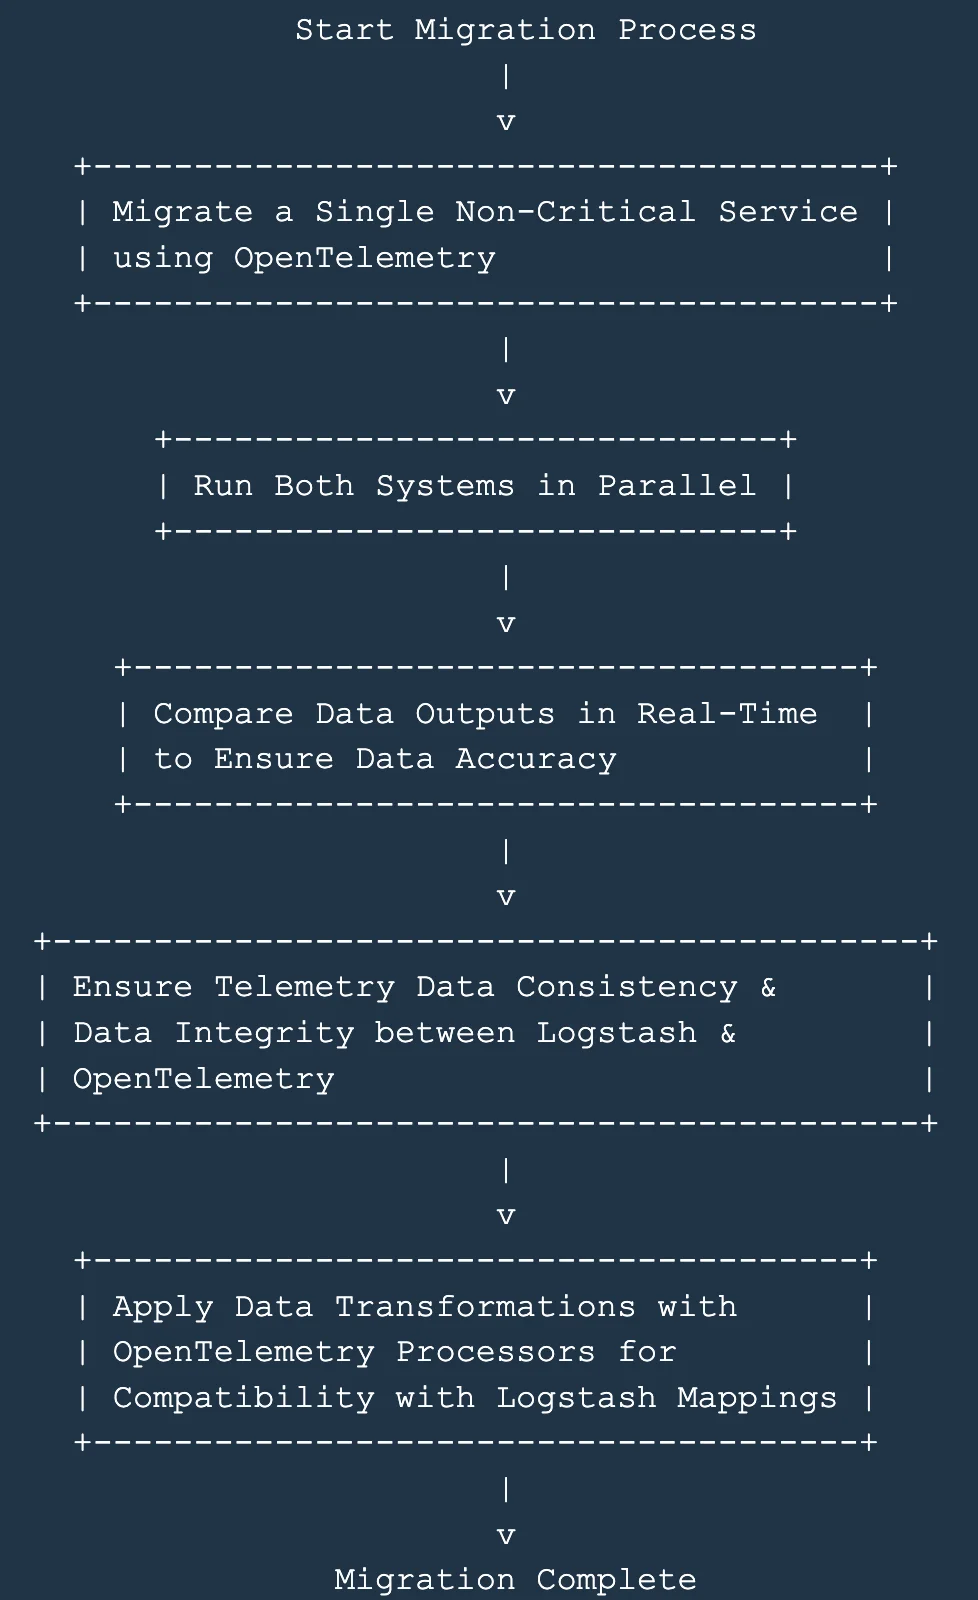 Start Migration Process
|
v
+---------------------------------------+
| Migrate a Single Non-Critical Service |
| using OpenTelemetry                   |
+---------------------------------------+
|
v
+------------------------------+
| Run Both Systems in Parallel |
+------------------------------+
|
v
+------------------------------------+
| Compare Data Outputs in Real-Time  |
| to Ensure Data Accuracy            |
+------------------------------------+
|
v
+-------------------------------------------+
| Ensure Telemetry Data Consistency &       |
| Data Integrity between Logstash &         |
| OpenTelemetry                             |
+-------------------------------------------+
|
v
+--------------------------------------+
| Apply Data Transformations with      |
| OpenTelemetry Processors for         |
| Compatibility with Logstash Mappings |
+--------------------------------------+
|
v
Migration Complete